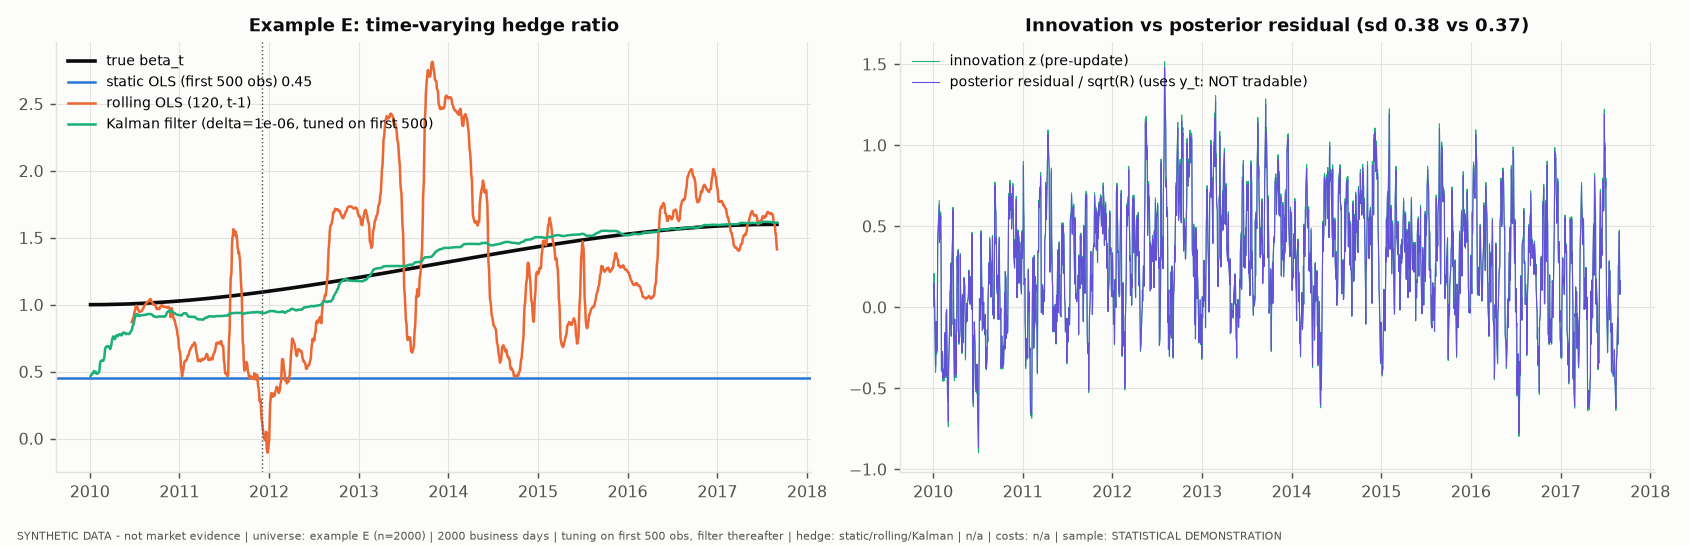 Example E: time-varying hedge ratio
true beta_t
static OLS (first 500 obs) 0.45
rolling OLS (120, t-1)
Kalman filter (delta=1e-06, tuned on first 500)
2.5
2.0
1.5
1.0
0.5
0.0
2010 2011 2012 2013 2014 2015 2016 2017 2018
Innovation vs posterior residual (sd 0.38 vs 0.37)
innovation z (pre-update)
posterior residual / sqrt(R) (uses y_t: NOT tradable)
1.5
1.0
0.5
0.0
−0.5
−1.0
2010 2011 2012 2013 2014 2015 2016 2017 2018
SYNTHETIC DATA - not market evidence | universe: example E (n=2000) | 2000 business days | tuning on first 500 obs, filter thereafter | hedge: static/rolling/Kalman | n/a | costs: n/a | sample: STATISTICAL DEMONSTRATION